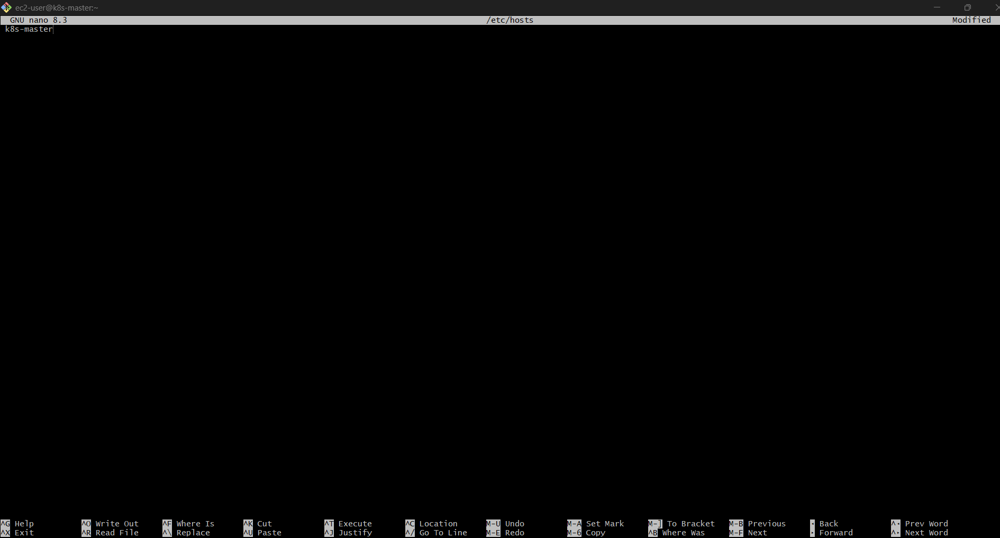 ec2-user@k8s-master:~
GNU nano 8.3 /etc/hosts Modified
k8s-master
^G Help ^O Write Out ^F Where Is ^K Cut ^T Execute ^C Location M-U Undo M-A Set Mark M-] To Bracket M-B Previous ◂ Back ^◂ Prev Word
^X Exit ^R Read File ^\ Replace ^U Paste ^J Justify ^/ Go To Line M-E Redo M-6 Copy ^B Where Was M-F Next ▸ Forward ^▸ Next Word